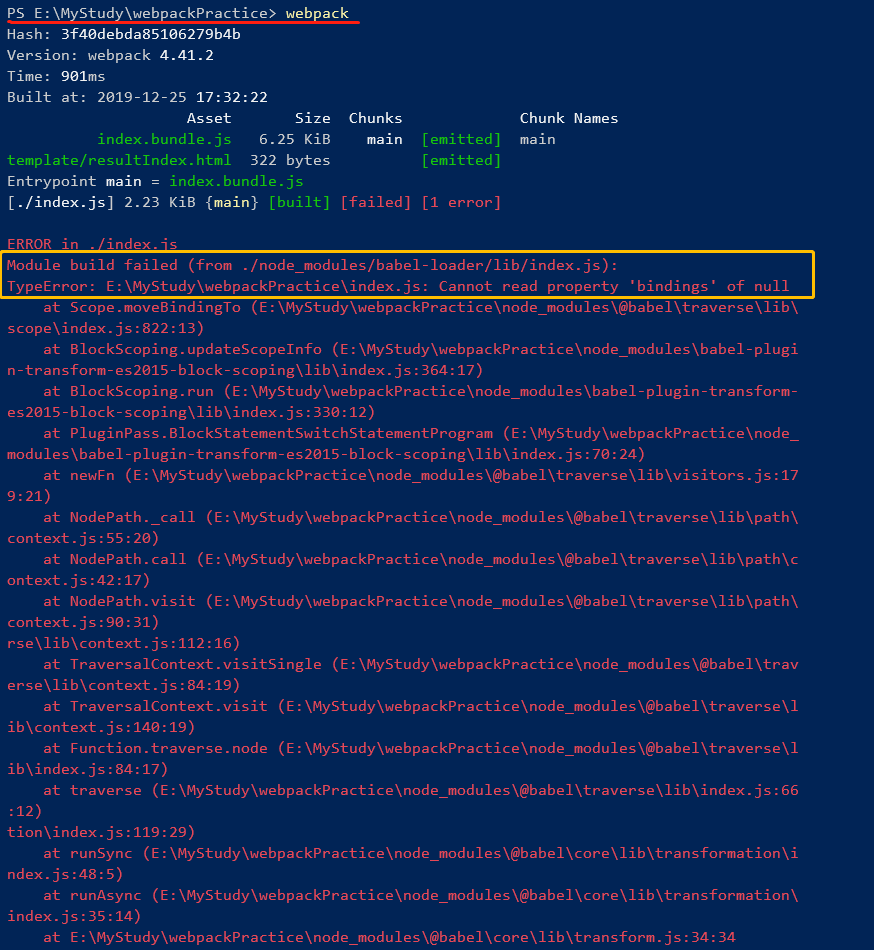 PS E:\MyStudy\webpackPractice> webpack
Hash: 3f40debda85106279b4b
Version: webpack 4.41.2
Time: 901ms
Built at: 2019-12-25 17:32:22
Asset Size Chunks Chunk Names
index.bundle.js 6.25 KiB main [emitted] main
template/resultIndex.html 322 bytes [emitted]
Entrypoint main = index.bundle.js
[./index.js] 2.23 KiB {main} [built] [failed] [1 error]
ERROR in ./index.js
Module build failed (from ./node_modules/babel-loader/lib/index.js):
TypeError: E:\MyStudy\webpackPractice\index.js: Cannot read property 'bindings' of null
at Scope.moveBindingTo (E:\MyStudy\webpackPractice\node_modules\@babel\traverse\lib\
scope\index.js:822:13)
at BlockScoping.updateScopeInfo (E:\MyStudy\webpackPractice\node_modules\babel-plugi
n-transform-es2015-block-scoping\lib\index.js:364:17)
at BlockScoping.run (E:\MyStudy\webpackPractice\node_modules\babel-plugin-transform-
es2015-block-scoping\lib\index.js:330:12)
at PluginPass.BlockStatementSwitchStatementProgram (E:\MyStudy\webpackPractice\node_
modules\babel-plugin-transform-es2015-block-scoping\lib\index.js:70:24)
at newFn (E:\MyStudy\webpackPractice\node_modules\@babel\traverse\lib\visitors.js:17
9:21)
at NodePath._call (E:\MyStudy\webpackPractice\node_modules\@babel\traverse\lib\path\
context.js:55:20)
at NodePath.call (E:\MyStudy\webpackPractice\node_modules\@babel\traverse\lib\path\c
ontext.js:42:17)
at NodePath.visit (E:\MyStudy\webpackPractice\node_modules\@babel\traverse\lib\path\
context.js:90:31)
rse\lib\context.js:112:16)
at TraversalContext.visitSingle (E:\MyStudy\webpackPractice\node_modules\@babel\trav
erse\lib\context.js:84:19)
at TraversalContext.visit (E:\MyStudy\webpackPractice\node_modules\@babel\traverse\l
ib\context.js:140:19)
at Function.traverse.node (E:\MyStudy\webpackPractice\node_modules\@babel\traverse\l
ib\index.js:84:17)
at traverse (E:\MyStudy\webpackPractice\node_modules\@babel\traverse\lib\index.js:66
:12)
tion\index.js:119:29)
at runSync (E:\MyStudy\webpackPractice\node_modules\@babel\core\lib\transformation\i
ndex.js:48:5)
at runAsync (E:\MyStudy\webpackPractice\node_modules\@babel\core\lib\transformation\
index.js:35:14)
at E:\MyStudy\webpackPractice\node_modules\@babel\core\lib\transform.js:34:34